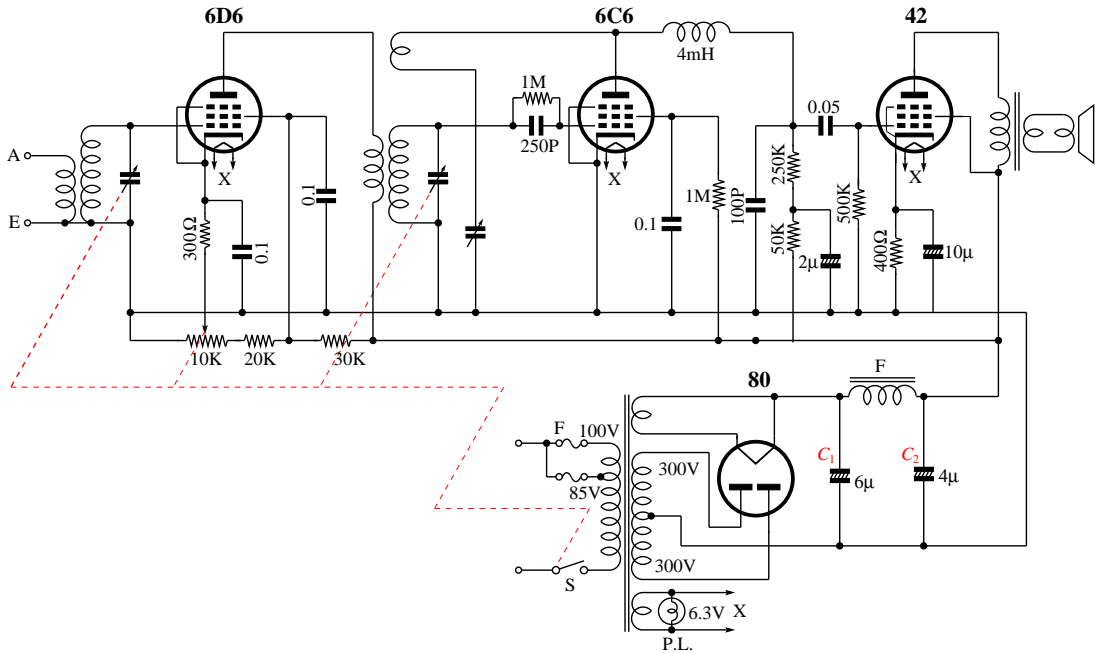 6D6
6C6
42
4mH
1M
0.05
250P
A
X
X
X
E
300Ω
0.1
0.1
0.1
1M
100P
250K
50K
2μ
500K
400Ω
10μ
10K
20K
30K
80
F
F
100V
85V
300V
300V
C₁
6μ
C₂
4μ
S
6.3V
X
P.L.